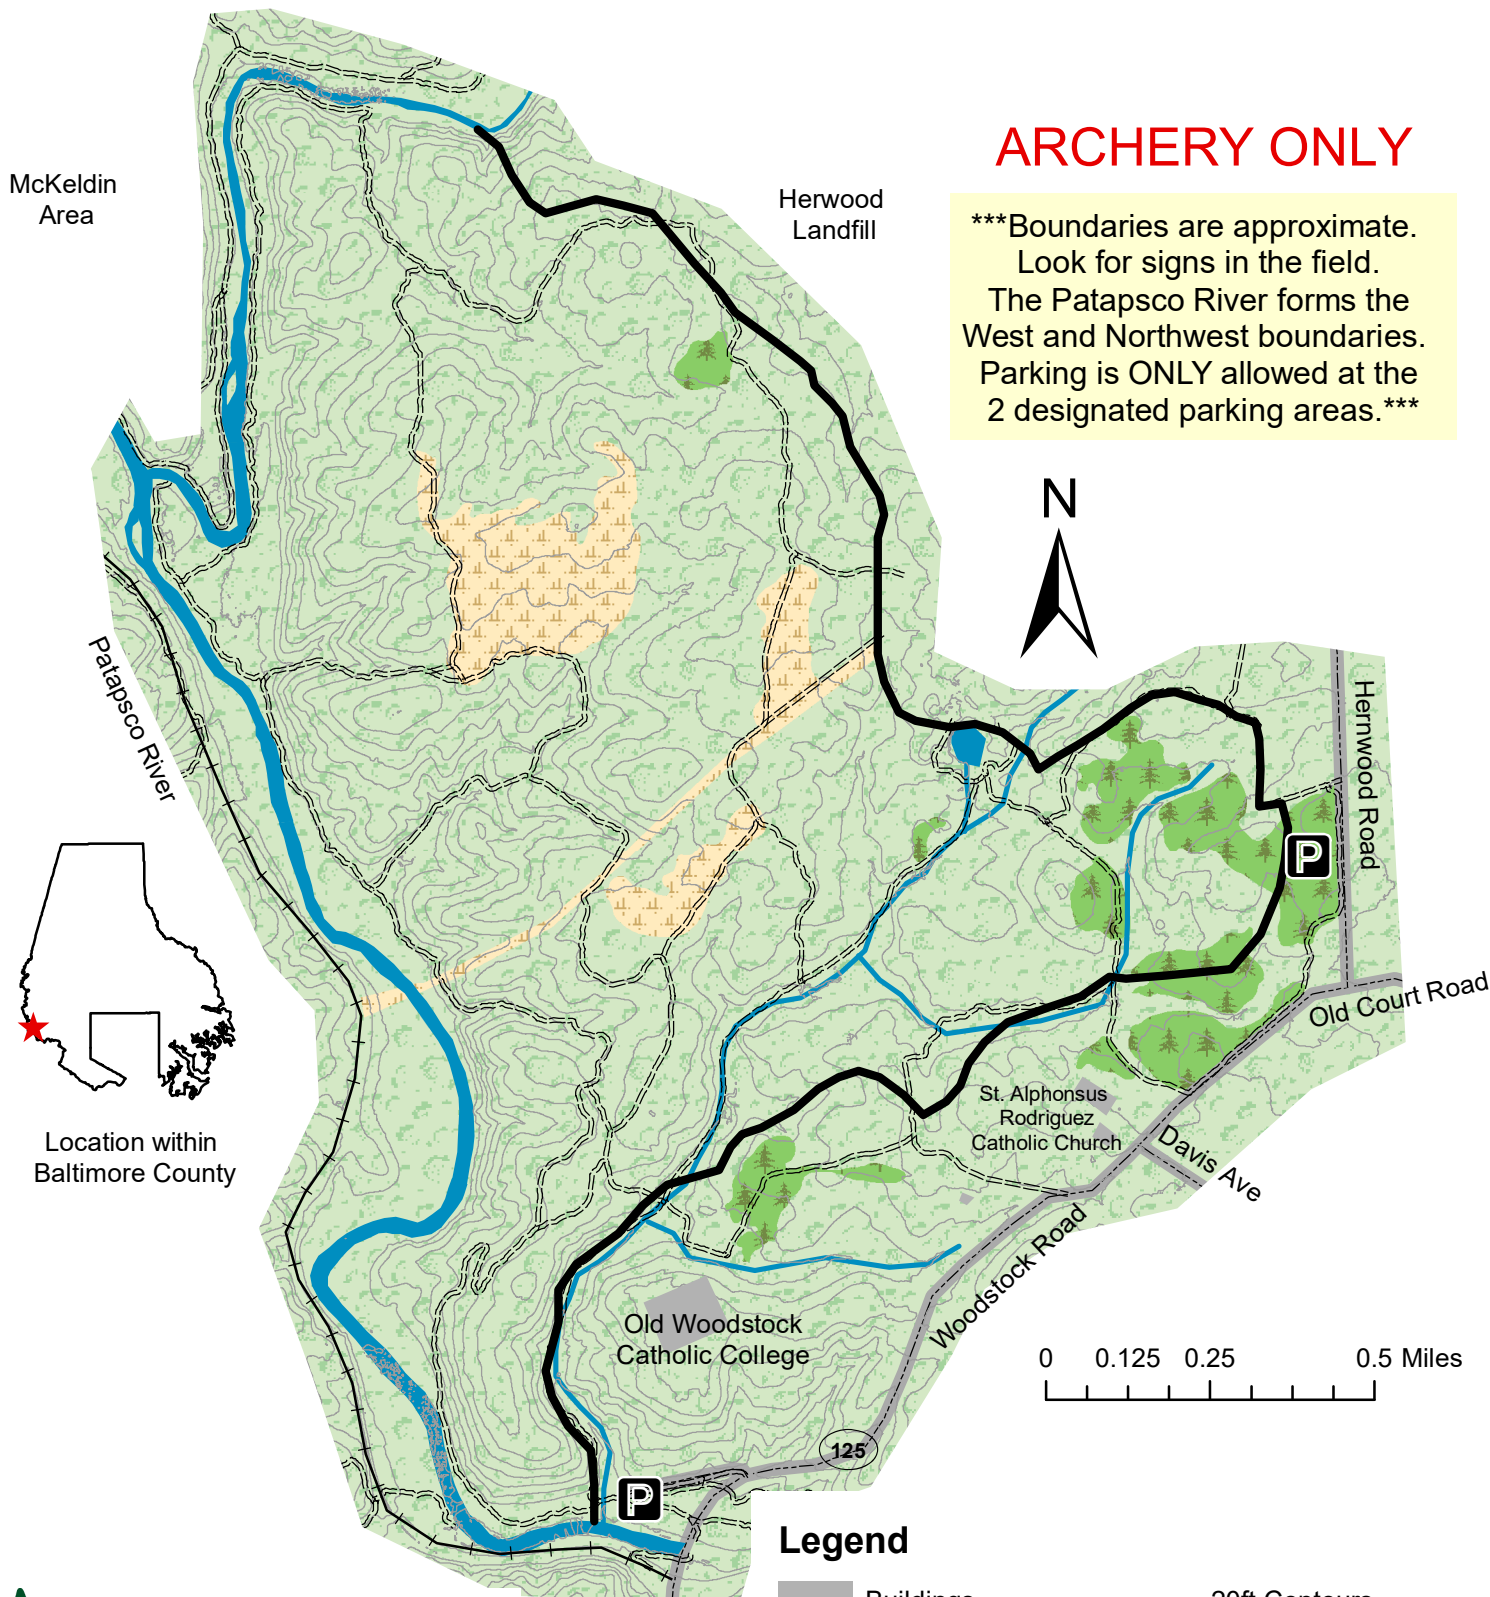 ARCHERY ONLY
McKeldin
Area
Herwood
Landfill
***Boundaries are approximate.
Look for signs in the field.
The Patapsco River forms the
West and Northwest boundaries.
Parking is ONLY allowed at the
2 designated parking areas.***
N
Patapsco River
Hernwood Road
P
Old Court Road
St. Alphonsus
Rodriguez
Catholic Church
Davis Ave
Location within
Baltimore County
Woodstock Road
Old Woodstock
Catholic College
0 0.125 0.25 0.5 Miles
125
P
Legend
Buildings
20ft Contours